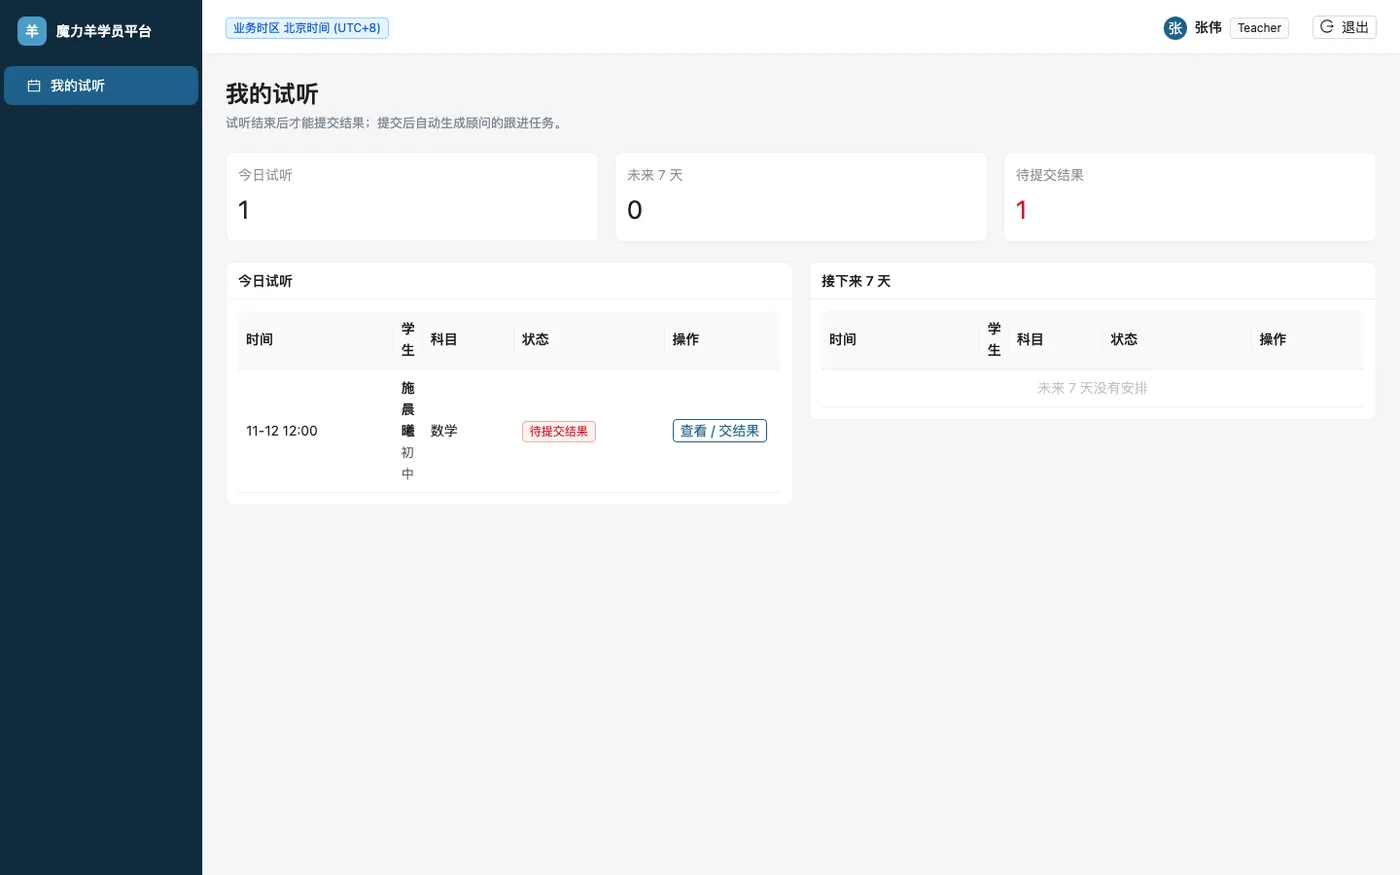 羊 魔力羊学员平台
我的试听
业务时区 北京时间 (UTC+8)
张 张伟 Teacher 退出
我的试听
试听结束后才能提交结果；提交后自动生成顾问的跟进任务。
今日试听
1
未来 7 天
0
待提交结果
1
今日试听
时间 学生 科目 状态 操作
11-12 12:00 施晨曦 初中 数学 待提交结果 查看 / 交结果
接下来 7 天
时间 学生 科目 状态 操作
未来 7 天没有安排